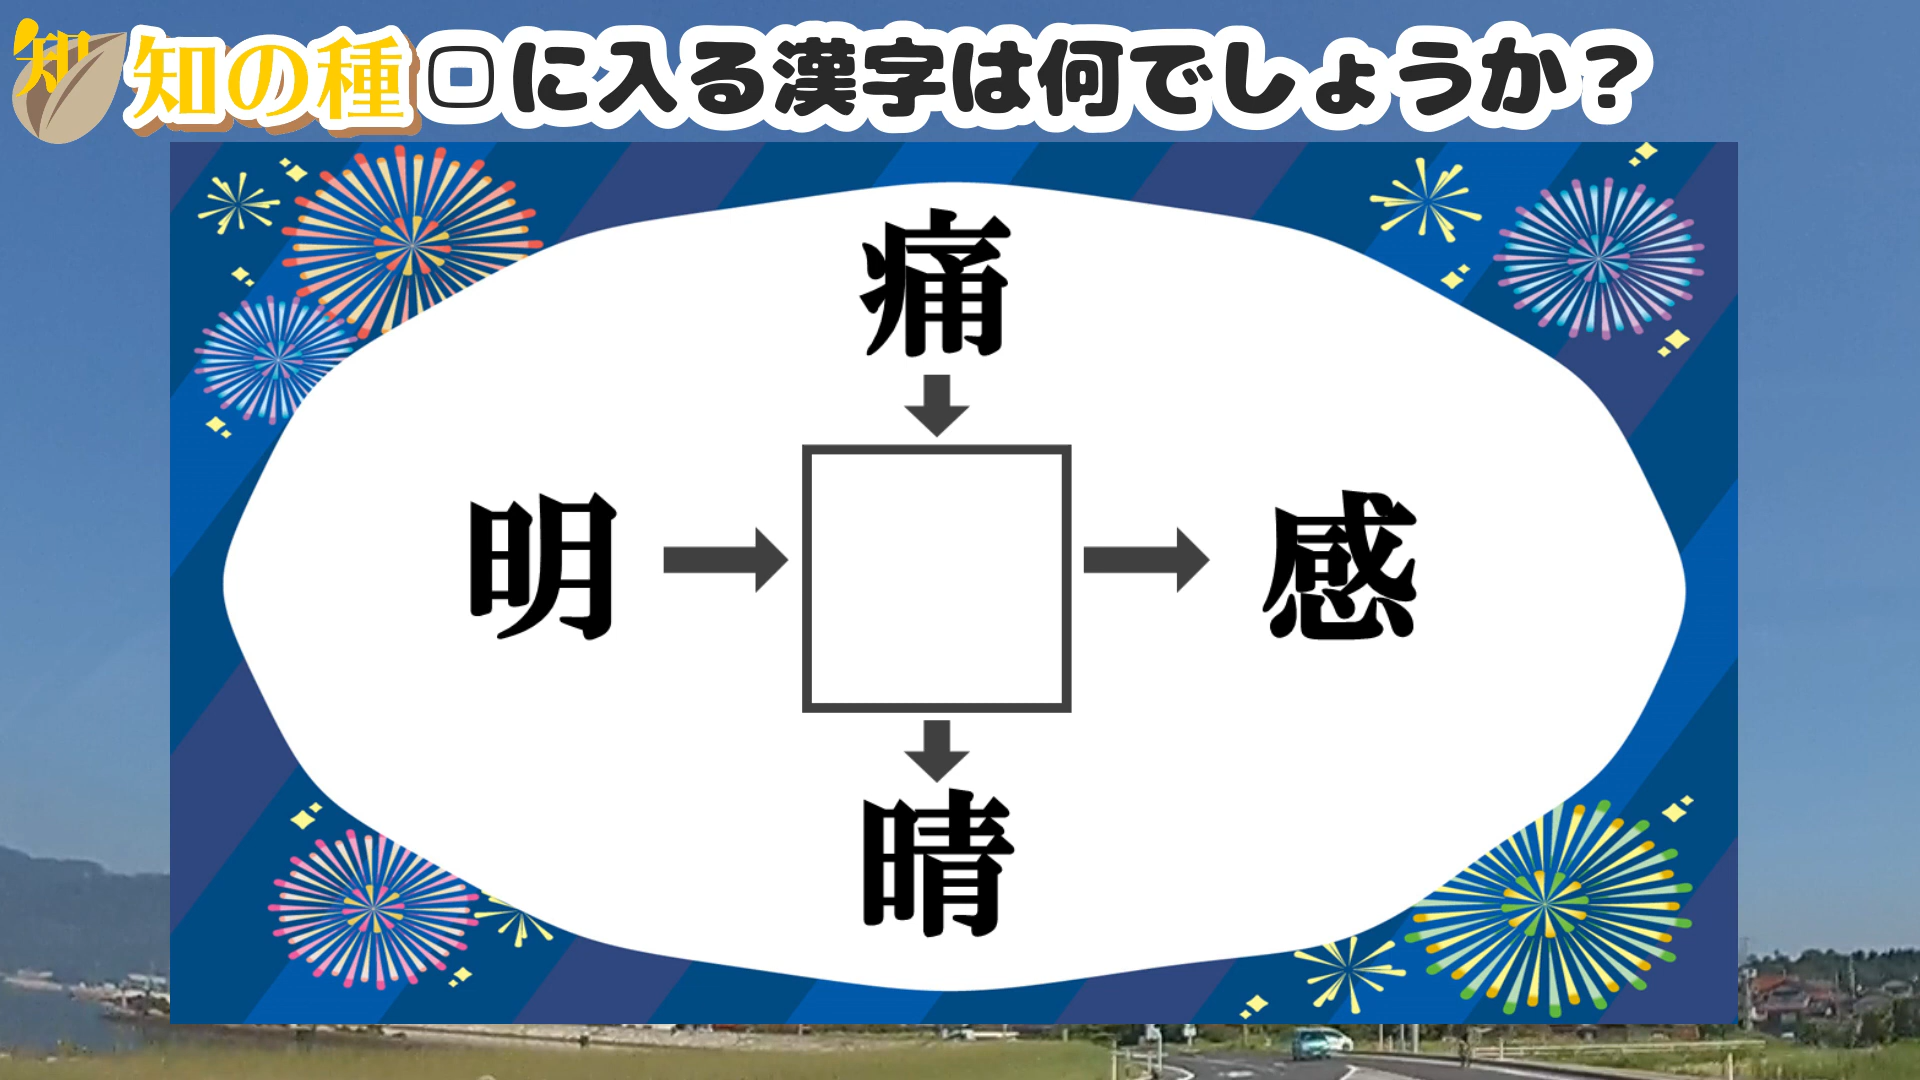 知 知の種 □に入る漢字は何でしょうか？
痛
明 → □ → 感
晴